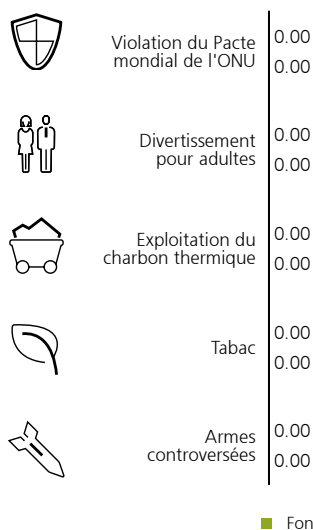 Violation du Pacte
mondial de l'ONU
0.00
0.00
Divertissement
pour adultes
0.00
0.00
Exploitation du
charbon thermique
0.00
0.00
Tabac
0.00
0.00
Armes
controversées
0.00
0.00
Fon